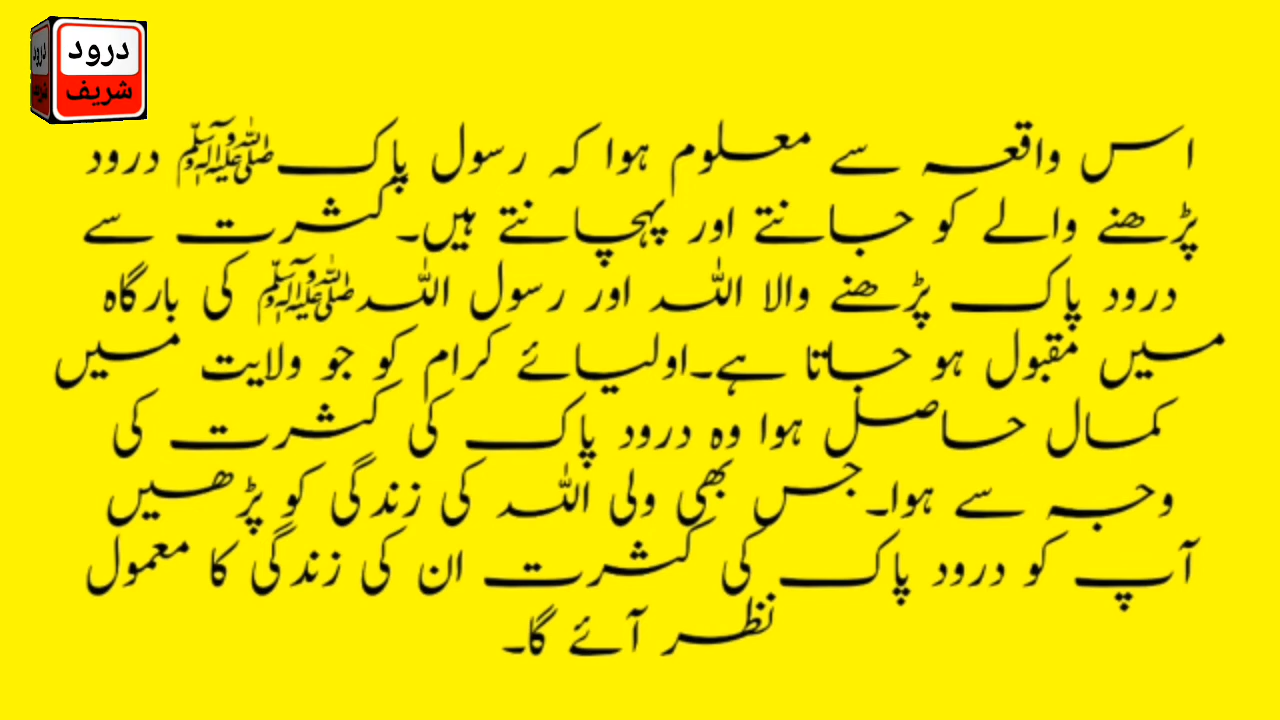 درود
شریف
درود
شریف
اس واقعہ سے معلوم ہوا کہ رسول پاکﷺ درود
پڑھنے والے کو جانتے اور پہچانتے ہیں۔ کثرت سے
درود پاک پڑھنے والا اللہ اور رسول اللہﷺ کی بارگاہ
میں مقبول ہو جاتا ہے۔اولیائے کرام کو جو ولایت میں
کمال حاصل ہوا وہ درود پاک کی کثرت کی
وجہ سے ہوا۔جس بھی ولی اللہ کی زندگی کو پڑھیں
آپ کو درود پاک کی کثرت ان کی زندگی کا معمول
نظر آئے گا۔